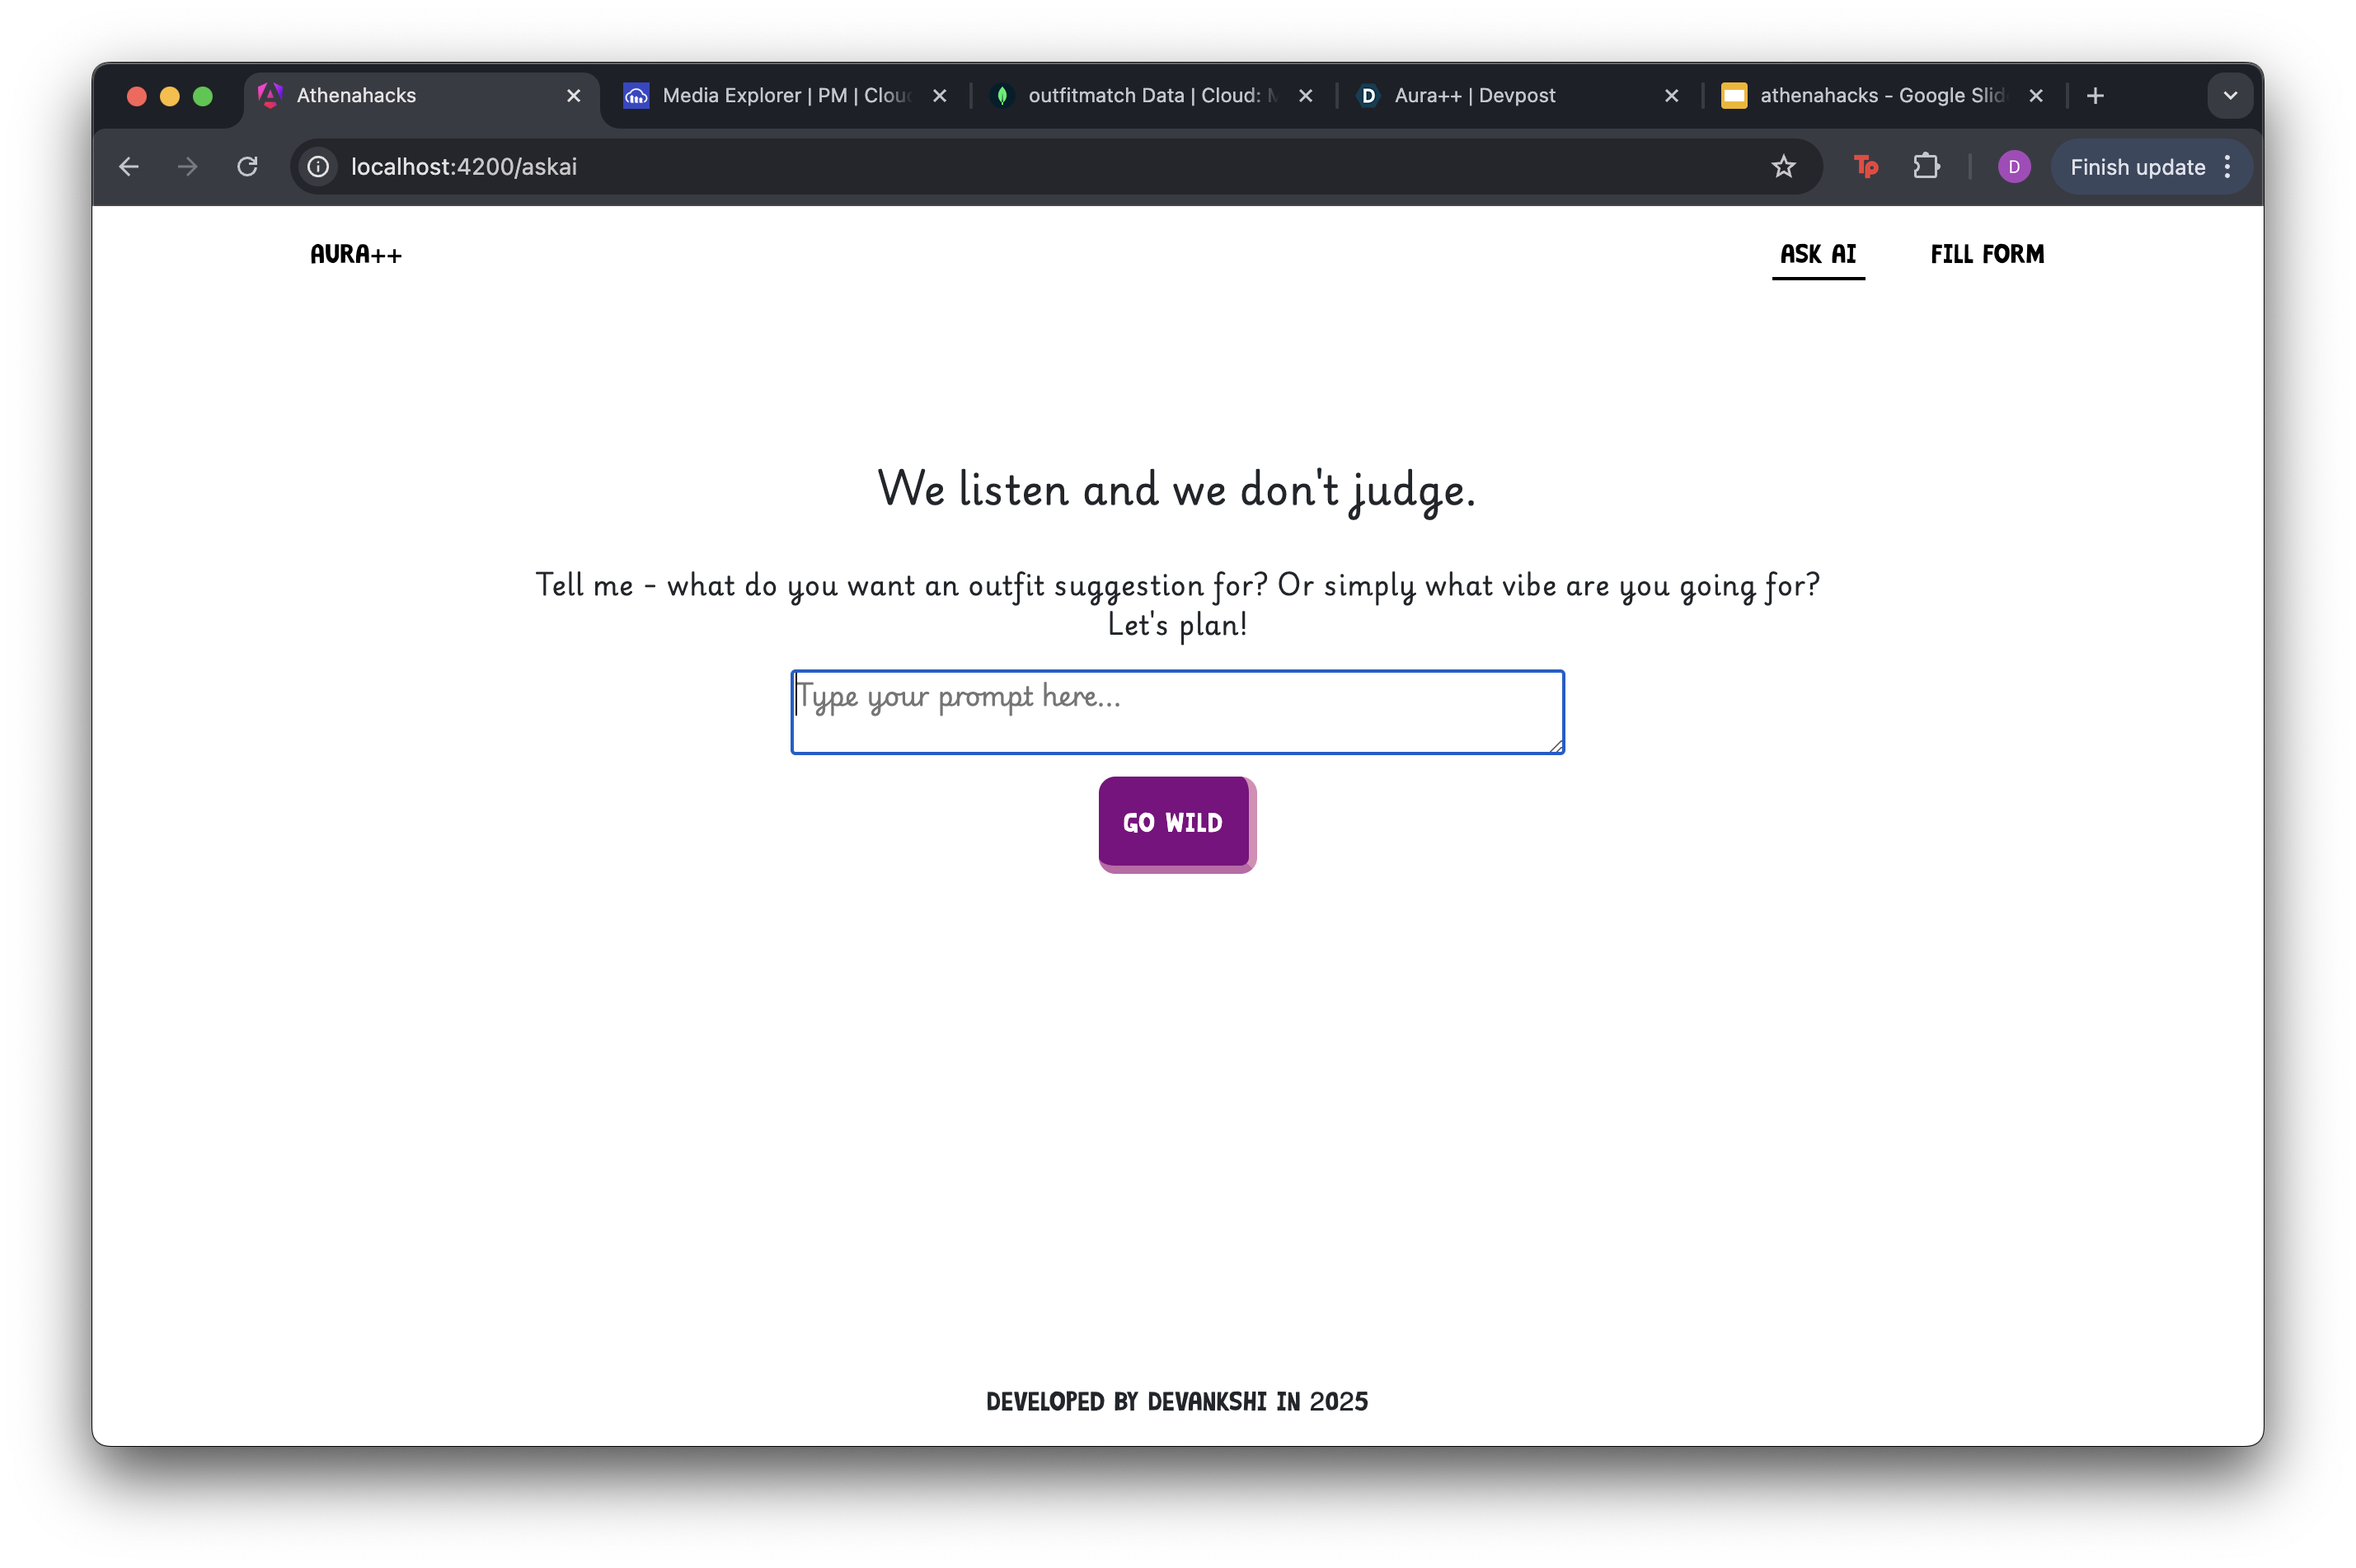 Athenahacks
Media Explorer | PM | Clou
outfitmatch Data | Cloud:
Aura++ | Devpost
athenahacks - Google Slid
localhost:4200/askai
Tp
D
Finish update
AURA++
ASK AI
FILL FORM
We listen and we don't judge.
Tell me - what do you want an outfit suggestion for? Or simply what vibe are you going for?
Let's plan!
Type your prompt here...
GO WILD
DEVELOPED BY DEVANKSHI IN 2025